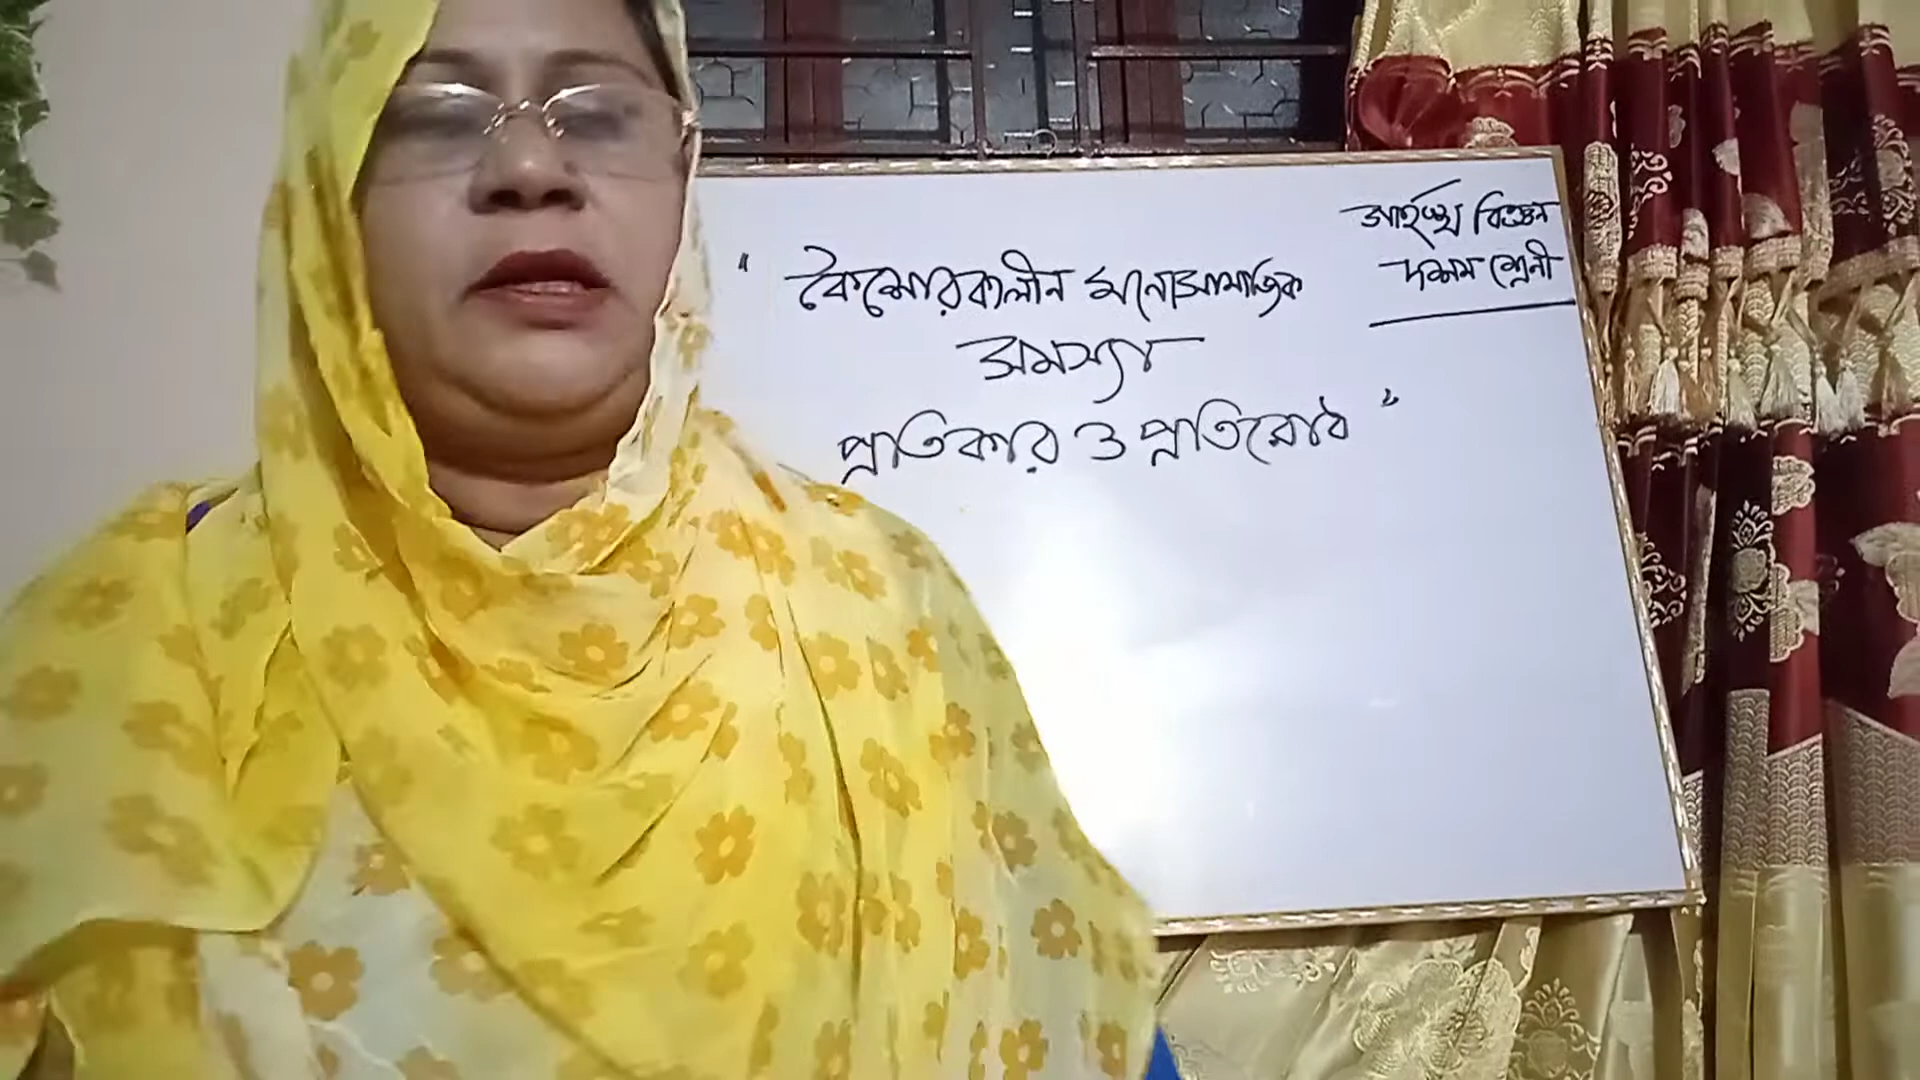 গার্হস্থ্য বিজ্ঞান
দশম শ্রেণী
" কৈশোরকালীন মনোসামাজিক
সমস্যা
প্রতিকার ও প্রতিরোধ "